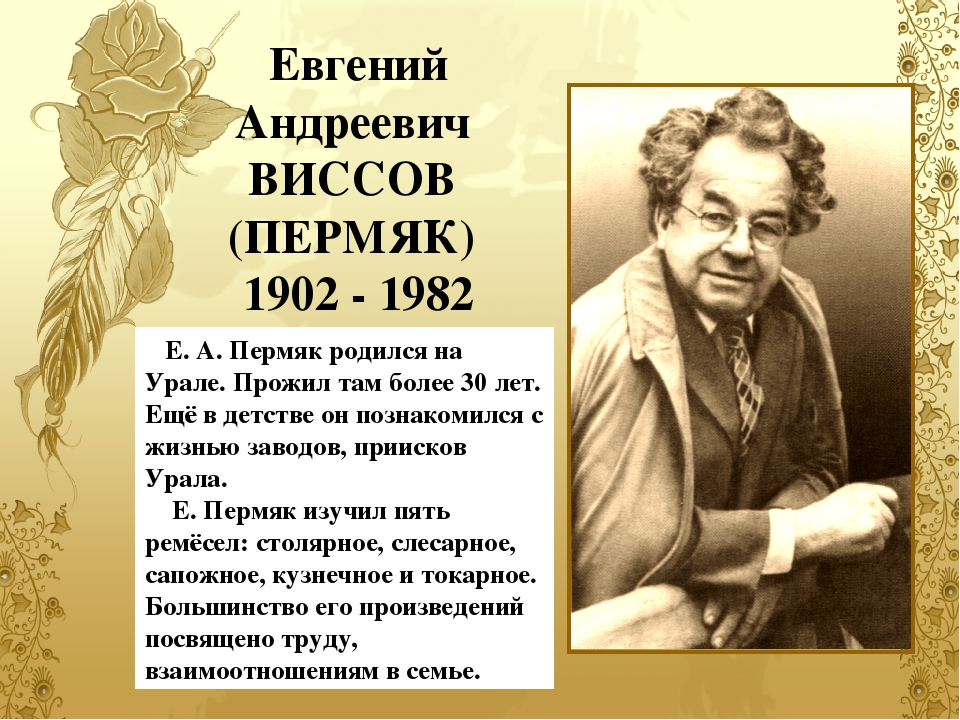 Евгений
Андреевич
ВИССОВ
(ПЕРМЯК)
1902 - 1982
Е. А. Пермяк родился на
Урале. Прожил там более 30 лет.
Ещё в детстве он познакомился с
жизнью заводов, приисков
Урала.
Е. Пермяк изучил пять
ремёсел: столярное, слесарное,
сапожное, кузнечное и токарное.
Большинство его произведений
посвящено труду,
взаимоотношениям в семье.